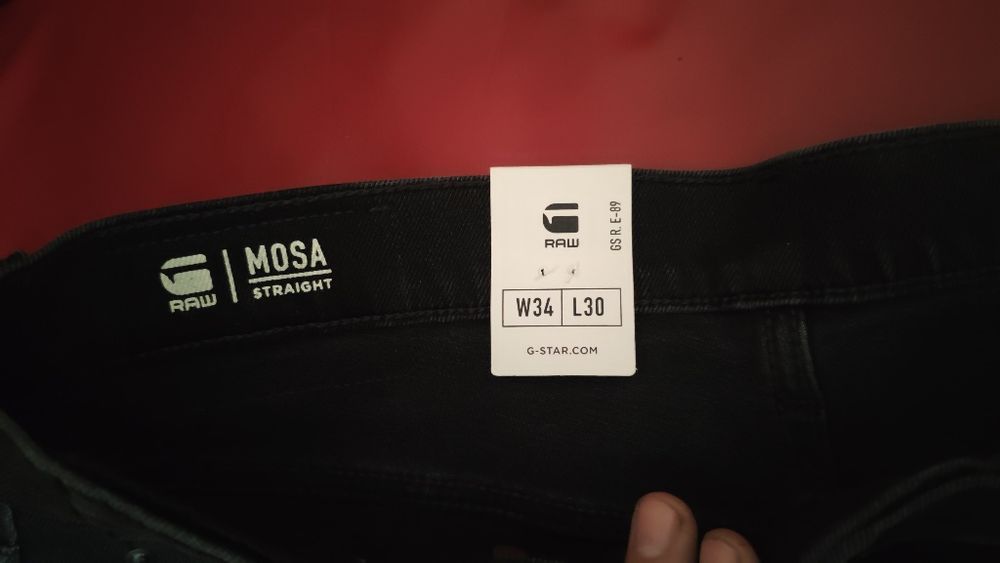 RAW
MOSA
STRAIGHT
RAW
GS R. E-89
W34 L30
G-STAR.COM